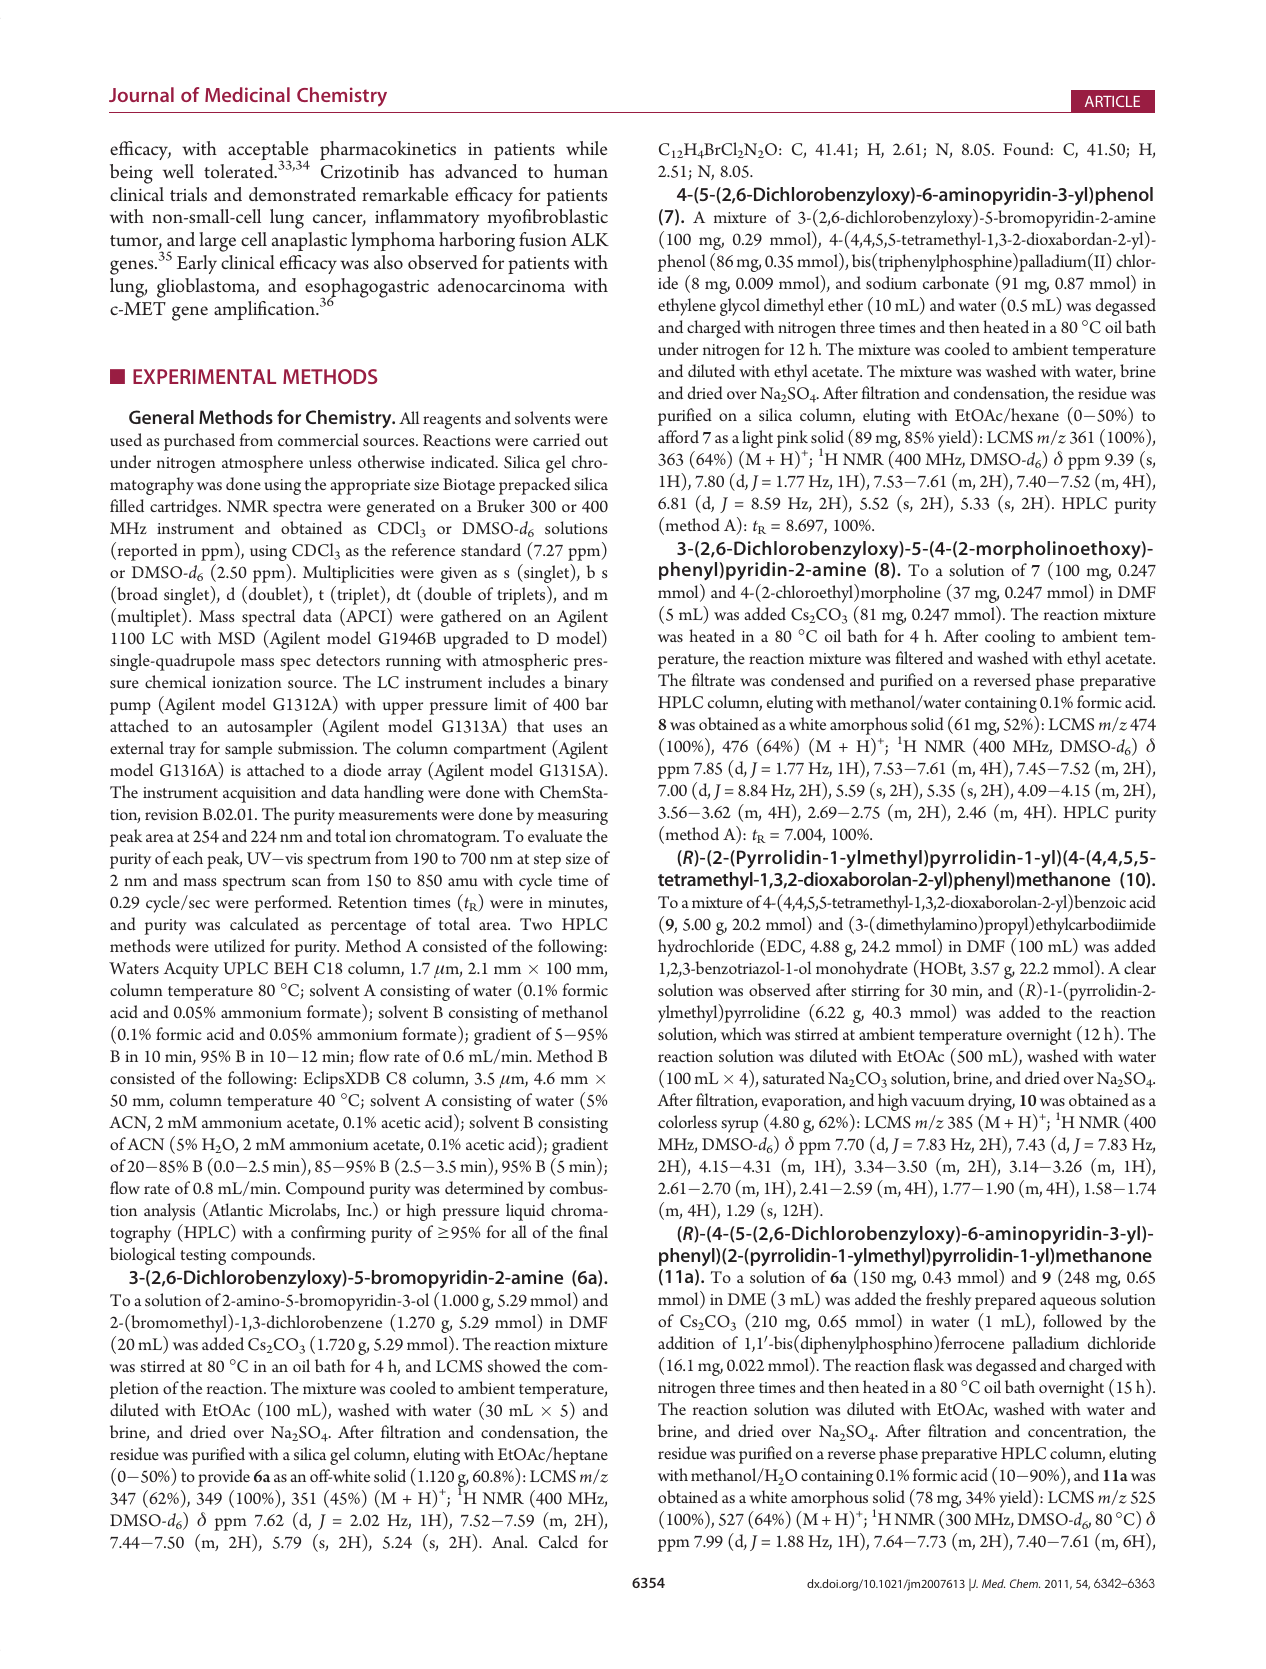 Journal of Medicinal Chemistry
ARTICLE
efficacy, with acceptable pharmacokinetics in patients while
being well tolerated.33,34 Crizotinib has advanced to human
clinical trials and demonstrated remarkable efficacy for patients
with non-small-cell lung cancer, inflammatory myofibroblastic
tumor, and large cell anaplastic lymphoma harboring fusion ALK
genes.35 Early clinical efficacy was also observed for patients with
lung, glioblastoma, and esophagogastric adenocarcinoma with
c-MET gene amplification.36
■ EXPERIMENTAL METHODS
General Methods for Chemistry. All reagents and solvents were
used as purchased from commercial sources. Reactions were carried out
under nitrogen atmosphere unless otherwise indicated. Silica gel chro-
matography was done using the appropriate size Biotage prepacked silica
filled cartridges. NMR spectra were generated on a Bruker 300 or 400
MHz instrument and obtained as CDCl3 or DMSO-d6 solutions
(reported in ppm), using CDCl3 as the reference standard (7.27 ppm)
or DMSO-d6 (2.50 ppm). Multiplicities were given as s (singlet), b s
(broad singlet), d (doublet), t (triplet), dt (double of triplets), and m
(multiplet). Mass spectral data (APCI) were gathered on an Agilent
1100 LC with MSD (Agilent model G1946B upgraded to D model)
single-quadrupole mass spec detectors running with atmospheric pres-
sure chemical ionization source. The LC instrument includes a binary
pump (Agilent model G1312A) with upper pressure limit of 400 bar
attached to an autosampler (Agilent model G1313A) that uses an
external tray for sample submission. The column compartment (Agilent
model G1316A) is attached to a diode array (Agilent model G1315A).
The instrument acquisition and data handling were done with ChemSta-
tion, revision B.02.01. The purity measurements were done by measuring
peak area at 254 and 224 nm and total ion chromatogram. To evaluate the
purity of each peak, UV−vis spectrum from 190 to 700 nm at step size of
2 nm and mass spectrum scan from 150 to 850 amu with cycle time of
0.29 cycle/sec were performed. Retention times (tR) were in minutes,
and purity was calculated as percentage of total area. Two HPLC
methods were utilized for purity. Method A consisted of the following:
Waters Acquity UPLC BEH C18 column, 1.7 μm, 2.1 mm × 100 mm,
column temperature 80 °C; solvent A consisting of water (0.1% formic
acid and 0.05% ammonium formate); solvent B consisting of methanol
(0.1% formic acid and 0.05% ammonium formate); gradient of 5−95%
B in 10 min, 95% B in 10−12 min; flow rate of 0.6 mL/min. Method B
consisted of the following: EclipsXDB C8 column, 3.5 μm, 4.6 mm ×
50 mm, column temperature 40 °C; solvent A consisting of water (5%
ACN, 2 mM ammonium acetate, 0.1% acetic acid); solvent B consisting
of ACN (5% H2O, 2 mM ammonium acetate, 0.1% acetic acid); gradient
of 20−85% B (0.0−2.5 min), 85−95% B (2.5−3.5 min), 95% B (5 min);
flow rate of 0.8 mL/min. Compound purity was determined by combus-
tion analysis (Atlantic Microlabs, Inc.) or high pressure liquid chroma-
tography (HPLC) with a confirming purity of ≥95% for all of the final
biological testing compounds.
3-(2,6-Dichlorobenzyloxy)-5-bromopyridin-2-amine (6a).
To a solution of 2-amino-5-bromopyridin-3-ol (1.000 g, 5.29 mmol) and
2-(bromomethyl)-1,3-dichlorobenzene (1.270 g, 5.29 mmol) in DMF
(20 mL) was added Cs2CO3 (1.720 g, 5.29 mmol). The reaction mixture
was stirred at 80 °C in an oil bath for 4 h, and LCMS showed the com-
pletion of the reaction. The mixture was cooled to ambient temperature,
diluted with EtOAc (100 mL), washed with water (30 mL × 5) and
brine, and dried over Na2SO4. After filtration and condensation, the
residue was purified with a silica gel column, eluting with EtOAc/heptane
(0−50%) to provide 6a as an off-white solid (1.120 g, 60.8%): LCMS m/z
347 (62%), 349 (100%), 351 (45%) (M + H)+; 1H NMR (400 MHz,
DMSO-d6) δ ppm 7.62 (d, J = 2.02 Hz, 1H), 7.52−7.59 (m, 2H),
7.44−7.50 (m, 2H), 5.79 (s, 2H), 5.24 (s, 2H). Anal. Calcd for
C12H4BrCl2N2O: C, 41.41; H, 2.61; N, 8.05. Found: C, 41.50; H,
2.51; N, 8.05.
4-(5-(2,6-Dichlorobenzyloxy)-6-aminopyridin-3-yl)phenol
(7). A mixture of 3-(2,6-dichlorobenzyloxy)-5-bromopyridin-2-amine
(100 mg, 0.29 mmol), 4-(4,4,5,5-tetramethyl-1,3-2-dioxabordan-2-yl)-
phenol (86 mg, 0.35 mmol), bis(triphenylphosphine)palladium(II) chlor-
ide (8 mg, 0.009 mmol), and sodium carbonate (91 mg, 0.87 mmol) in
ethylene glycol dimethyl ether (10 mL) and water (0.5 mL) was degassed
and charged with nitrogen three times and then heated in a 80 °C oil bath
under nitrogen for 12 h. The mixture was cooled to ambient temperature
and diluted with ethyl acetate. The mixture was washed with water, brine
and dried over Na2SO4. After filtration and condensation, the residue was
purified on a silica column, eluting with EtOAc/hexane (0−50%) to
afford 7 as a light pink solid (89 mg, 85% yield): LCMS m/z 361 (100%),
363 (64%) (M + H)+; 1H NMR (400 MHz, DMSO-d6) δ ppm 9.39 (s,
1H), 7.80 (d, J = 1.77 Hz, 1H), 7.53−7.61 (m, 2H), 7.40−7.52 (m, 4H),
6.81 (d, J = 8.59 Hz, 2H), 5.52 (s, 2H), 5.33 (s, 2H). HPLC purity
(method A): tR = 8.697, 100%.
3-(2,6-Dichlorobenzyloxy)-5-(4-(2-morpholinoethoxy)-
phenyl)pyridin-2-amine (8). To a solution of 7 (100 mg, 0.247
mmol) and 4-(2-chloroethyl)morpholine (37 mg, 0.247 mmol) in DMF
(5 mL) was added Cs2CO3 (81 mg, 0.247 mmol). The reaction mixture
was heated in a 80 °C oil bath for 4 h. After cooling to ambient tem-
perature, the reaction mixture was filtered and washed with ethyl acetate.
The filtrate was condensed and purified on a reversed phase preparative
HPLC column, eluting with methanol/water containing 0.1% formic acid.
8 was obtained as a white amorphous solid (61 mg, 52%): LCMS m/z 474
(100%), 476 (64%) (M + H)+; 1H NMR (400 MHz, DMSO-d6) δ
ppm 7.85 (d, J = 1.77 Hz, 1H), 7.53−7.61 (m, 4H), 7.45−7.52 (m, 2H),
7.00 (d, J = 8.84 Hz, 2H), 5.59 (s, 2H), 5.35 (s, 2H), 4.09−4.15 (m, 2H),
3.56−3.62 (m, 4H), 2.69−2.75 (m, 2H), 2.46 (m, 4H). HPLC purity
(method A): tR = 7.004, 100%.
(R)-(2-(Pyrrolidin-1-ylmethyl)pyrrolidin-1-yl)(4-(4,4,5,5-
tetramethyl-1,3,2-dioxaborolan-2-yl)phenyl)methanone (10).
To a mixture of 4-(4,4,5,5-tetramethyl-1,3,2-dioxaborolan-2-yl)benzoic acid
(9, 5.00 g, 20.2 mmol) and (3-(dimethylamino)propyl)ethylcarbodiimide
hydrochloride (EDC, 4.88 g, 24.2 mmol) in DMF (100 mL) was added
1,2,3-benzotriazol-1-ol monohydrate (HOBt, 3.57 g, 22.2 mmol). A clear
solution was observed after stirring for 30 min, and (R)-1-(pyrrolidin-2-
ylmethyl)pyrrolidine (6.22 g, 40.3 mmol) was added to the reaction
solution, which was stirred at ambient temperature overnight (12 h). The
reaction solution was diluted with EtOAc (500 mL), washed with water
(100 mL × 4), saturated Na2CO3 solution, brine, and dried over Na2SO4.
After filtration, evaporation, and high vacuum drying, 10 was obtained as a
colorless syrup (4.80 g, 62%): LCMS m/z 385 (M + H)+; 1H NMR (400
MHz, DMSO-d6) δ ppm 7.70 (d, J = 7.83 Hz, 2H), 7.43 (d, J = 7.83 Hz,
2H), 4.15−4.31 (m, 1H), 3.34−3.50 (m, 2H), 3.14−3.26 (m, 1H),
2.61−2.70 (m, 1H), 2.41−2.59 (m, 4H), 1.77−1.90 (m, 4H), 1.58−1.74
(m, 4H), 1.29 (s, 12H).
(R)-(4-(5-(2,6-Dichlorobenzyloxy)-6-aminopyridin-3-yl)-
phenyl)(2-(pyrrolidin-1-ylmethyl)pyrrolidin-1-yl)methanone
(11a). To a solution of 6a (150 mg, 0.43 mmol) and 9 (248 mg, 0.65
mmol) in DME (3 mL) was added the freshly prepared aqueous solution
of Cs2CO3 (210 mg, 0.65 mmol) in water (1 mL), followed by the
addition of 1,1′-bis(diphenylphosphino)ferrocene palladium dichloride
(16.1 mg, 0.022 mmol). The reaction flask was degassed and charged with
nitrogen three times and then heated in a 80 °C oil bath overnight (15 h).
The reaction solution was diluted with EtOAc, washed with water and
brine, and dried over Na2SO4. After filtration and concentration, the
residue was purified on a reverse phase preparative HPLC column, eluting
with methanol/H2O containing 0.1% formic acid (10−90%), and 11a was
obtained as a white amorphous solid (78 mg, 34% yield): LCMS m/z 525
(100%), 527 (64%) (M + H)+; 1H NMR (300 MHz, DMSO-d6, 80 °C) δ
ppm 7.99 (d, J = 1.88 Hz, 1H), 7.64−7.73 (m, 2H), 7.40−7.61 (m, 6H),
6354
dx.doi.org/10.1021/jm2007613 |J. Med. Chem. 2011, 54, 6342–6363